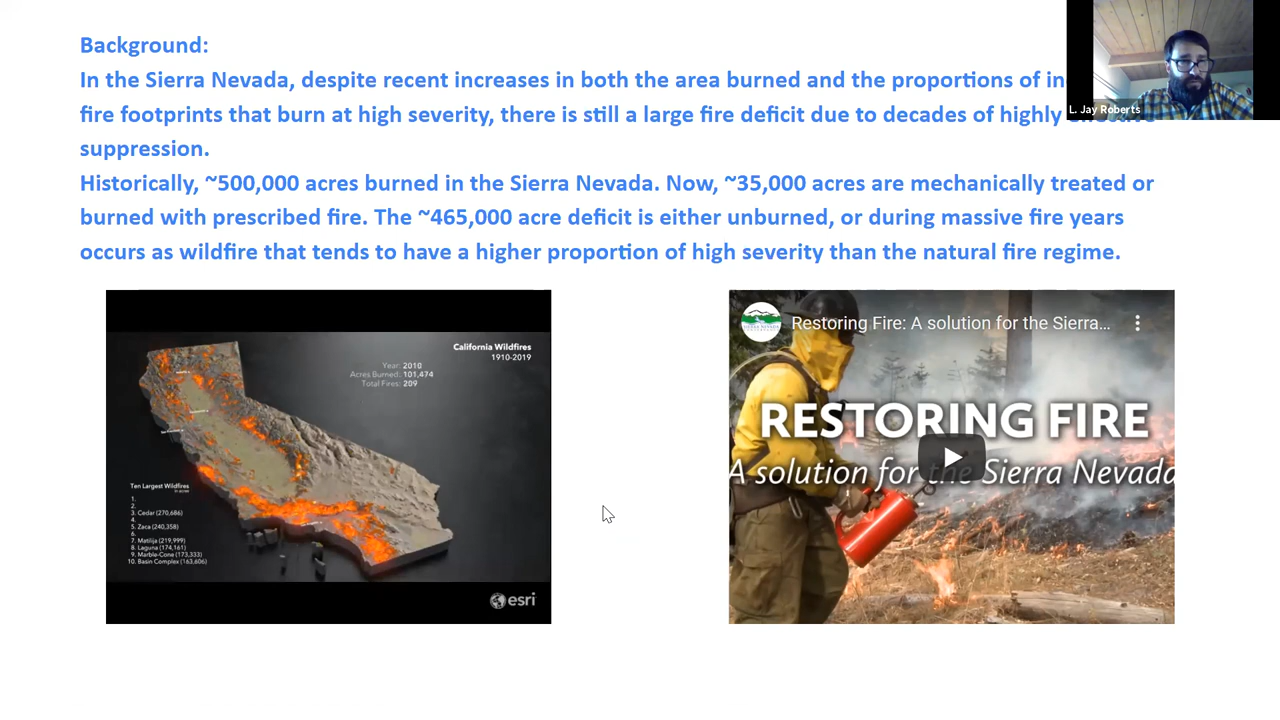 Background:
In the Sierra Nevada, despite recent increases in both the area burned and the proportions of
fire footprints that burn at high severity, there is still a large fire deficit due to decades of highly
suppression.
Historically, ~500,000 acres burned in the Sierra Nevada. Now, ~35,000 acres are mechanically treated or
burned with prescribed fire. The ~465,000 acre deficit is either unburned, or during massive fire years
occurs as wildfire that tends to have a higher proportion of high severity than the natural fire regime.
L. Jay Roberts
California Wildfires
1910-2019
Year: 2010
Acres Burned: 101,474
Total Fires: 209
Ten Largest Wildfires
in acres
1.
2.
3. Cedar (270,686)
4.
5. Zaca (240,358)
6.
7. Matilija (219,999)
8. Laguna (174,161)
9. Marble-Cone (173,333)
10. Basin Complex (163,606)
esri
Restoring Fire: A solution for the Sierra...
RESTORING FIRE
A solution for the Sierra Nevada